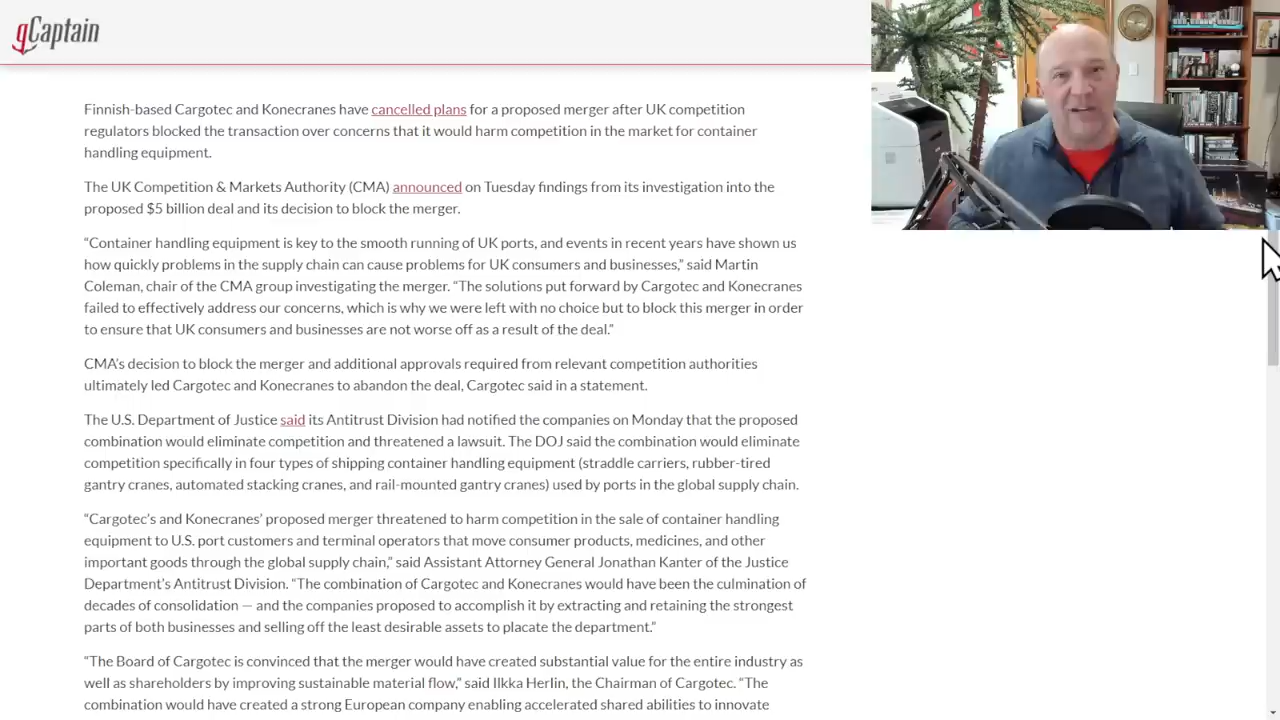 gCaptain
Finnish-based Cargotec and Konecranes have cancelled plans for a proposed merger after UK competition
regulators blocked the transaction over concerns that it would harm competition in the market for container
handling equipment.
The UK Competition & Markets Authority (CMA) announced on Tuesday findings from its investigation into the
proposed $5 billion deal and its decision to block the merger.
“Container handling equipment is key to the smooth running of UK ports, and events in recent years have shown us
how quickly problems in the supply chain can cause problems for UK consumers and businesses,” said Martin
Coleman, chair of the CMA group investigating the merger. “The solutions put forward by Cargotec and Konecranes
failed to effectively address our concerns, which is why we were left with no choice but to block this merger in order
to ensure that UK consumers and businesses are not worse off as a result of the deal.”
CMA’s decision to block the merger and additional approvals required from relevant competition authorities
ultimately led Cargotec and Konecranes to abandon the deal, Cargotec said in a statement.
The U.S. Department of Justice said its Antitrust Division had notified the companies on Monday that the proposed
combination would eliminate competition and threatened a lawsuit. The DOJ said the combination would eliminate
competition specifically in four types of shipping container handling equipment (straddle carriers, rubber-tired
gantry cranes, automated stacking cranes, and rail-mounted gantry cranes) used by ports in the global supply chain.
“Cargotec’s and Konecranes’ proposed merger threatened to harm competition in the sale of container handling
equipment to U.S. port customers and terminal operators that move consumer products, medicines, and other
important goods through the global supply chain,” said Assistant Attorney General Jonathan Kanter of the Justice
Department’s Antitrust Division. “The combination of Cargotec and Konecranes would have been the culmination of
decades of consolidation — and the companies proposed to accomplish it by extracting and retaining the strongest
parts of both businesses and selling off the least desirable assets to placate the department.”
“The Board of Cargotec is convinced that the merger would have created substantial value for the entire industry as
well as shareholders by improving sustainable material flow,” said Ilkka Herlin, the Chairman of Cargotec. “The
combination would have created a strong European company enabling accelerated shared abilities to innovate